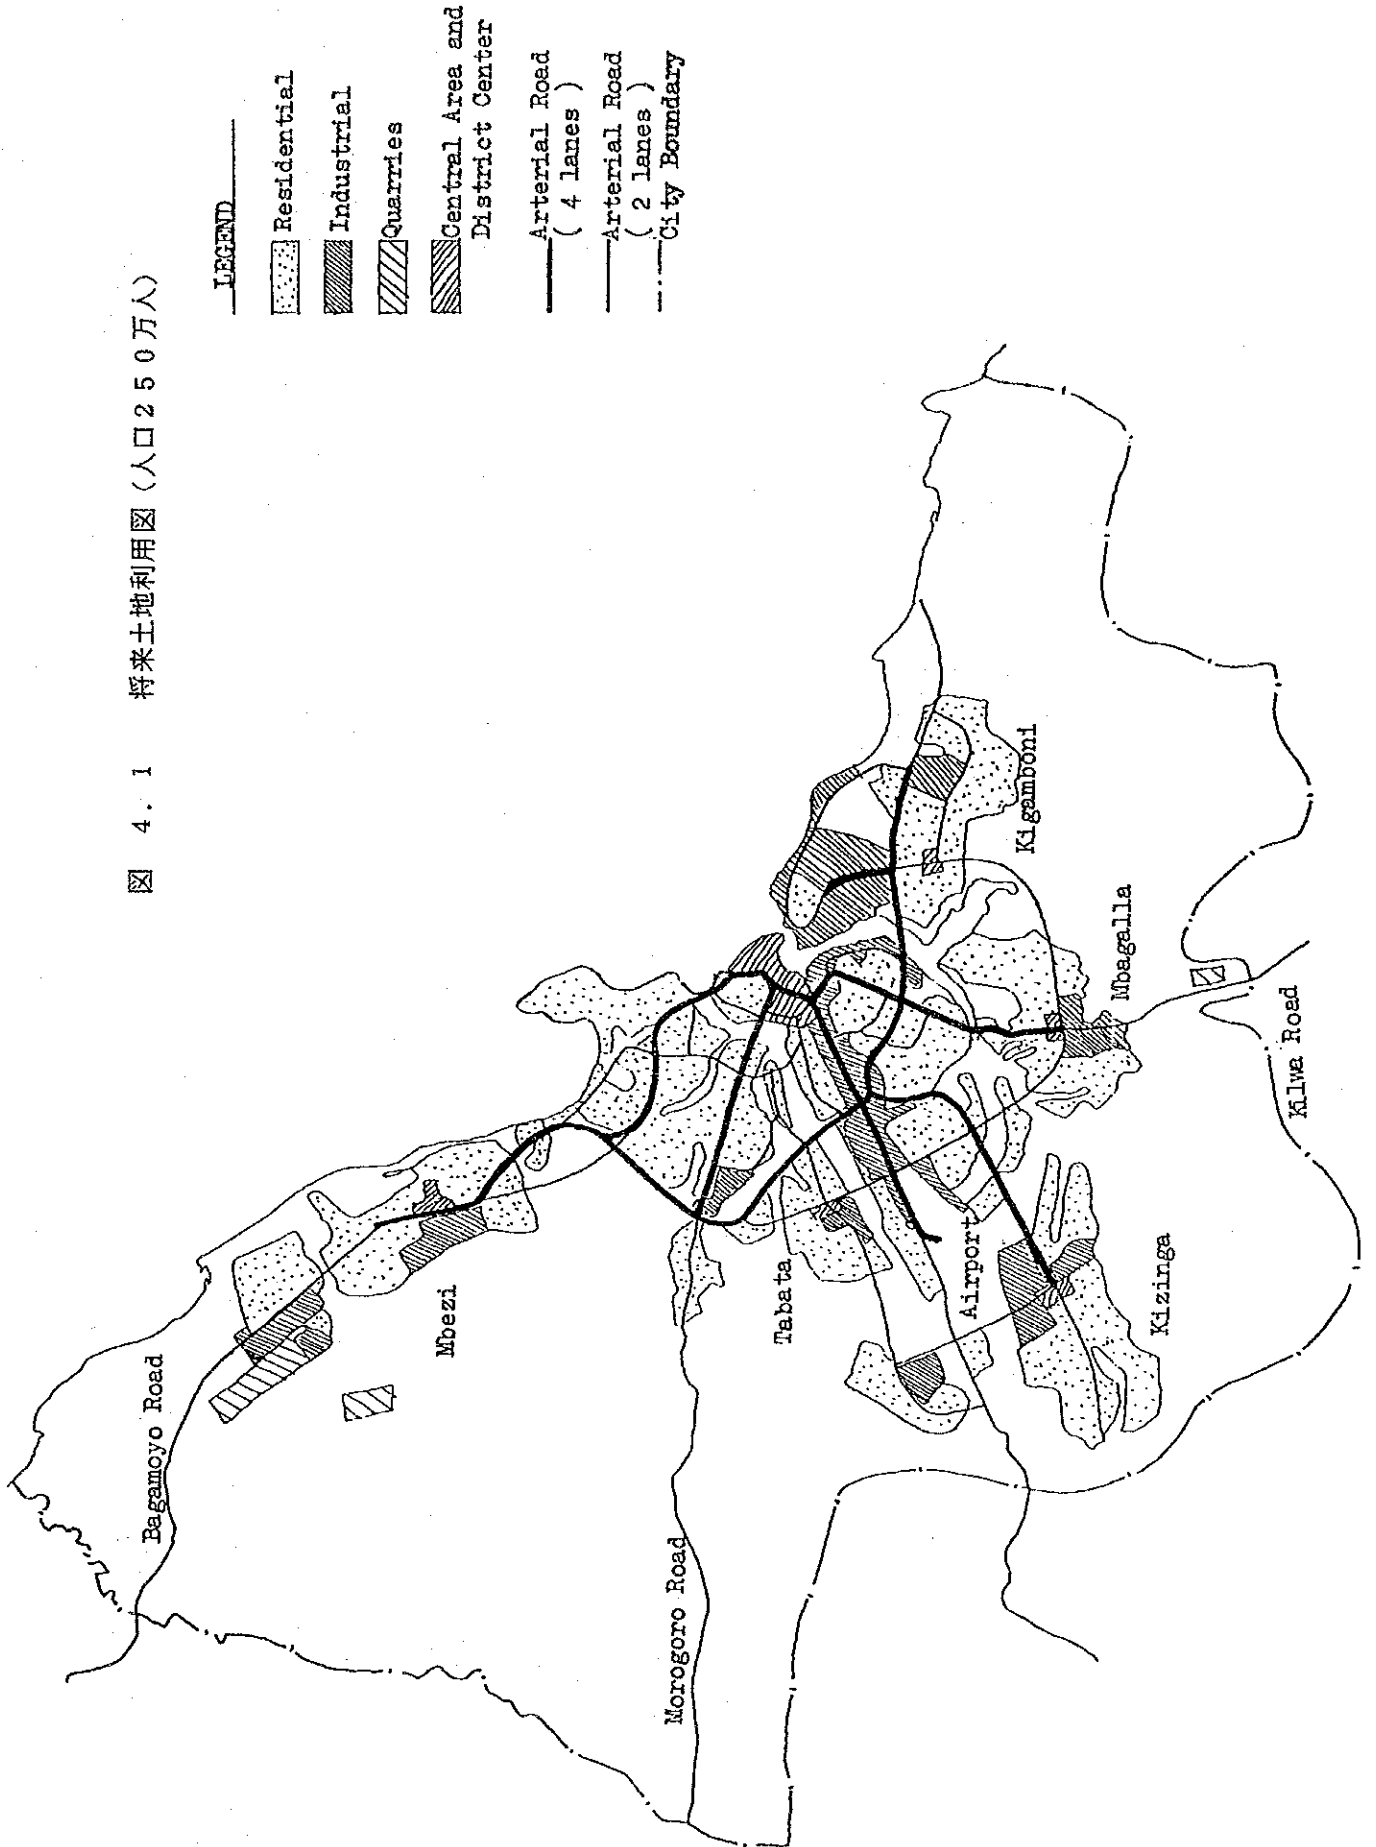 図 4.1 将来土地利用図(人口250万人)
LEGEND
Residential
Industrial
Quarries
Central Area and
District Center
Arterial Road
( 4 lanes )
Arterial Road
( 2 lanes )
City Boundary
Bagamoyo Road
Mbezi
Morogoro Road
Tabata
Airport
Kizinga
Kilwa Road
Mbagalla
Kigamboni